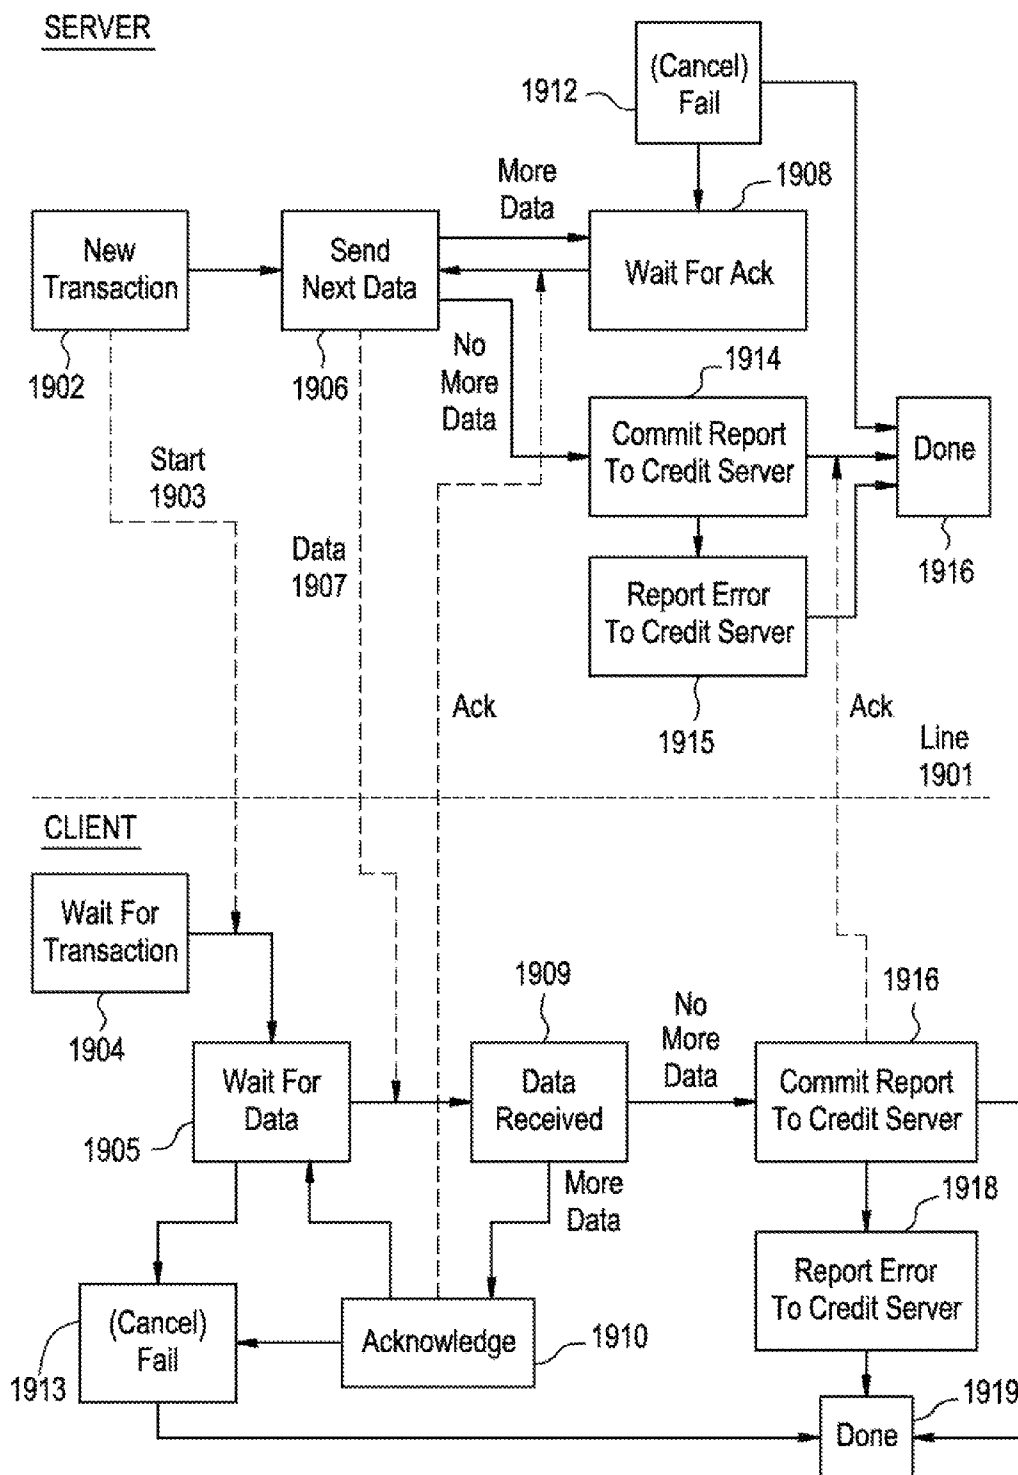 SERVER
(Cancel)
Fail
1912
More
Data
1908
New
Transaction
Send
Next Data
Wait For Ack
1902
1906
No
More
Data
1914
Start
1903
Commit Report
To Credit Server
Done
Data
1907
1916
Report Error
To Credit Server
Ack
1915
Ack
Line
1901
CLIENT
Wait For
Transaction
1904
1909
No
More
Data
1916
Wait For
Data
Data
Received
Commit Report
To Credit Server
1905
More
Data
1918
(Cancel)
Fail
Acknowledge
1910
Report Error
To Credit Server
1913
1919
Done